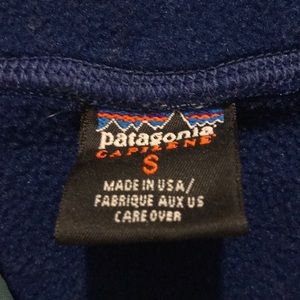 patagonia
CAPILENE
S
MADE IN USA/
FABRIQUE AUX US
CARE OVER